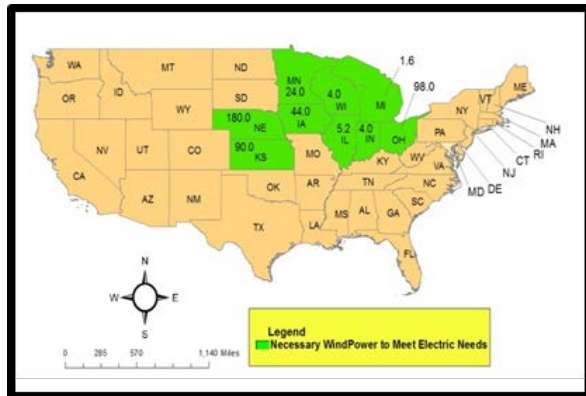 WA
MT
ND
MN
24.0
4.0
WI
MI
1.6
98.0
VT
ME
NH
MA
RI
CT
NJ
DE
MD
OR
ID
WY
SD
44.0
IA
180.0
NE
5.2
IL
4.0
IN
OH
PA
NY
NV
UT
CO
90.0
KS
MO
KY
WV
VA
CA
AZ
NM
OK
AR
TN
NC
SC
TX
LA
MS
AL
GA
FL
N
W
E
S
0 285 570 1,140 Miles
Legend
Necessary WindPower to Meet Electric Needs